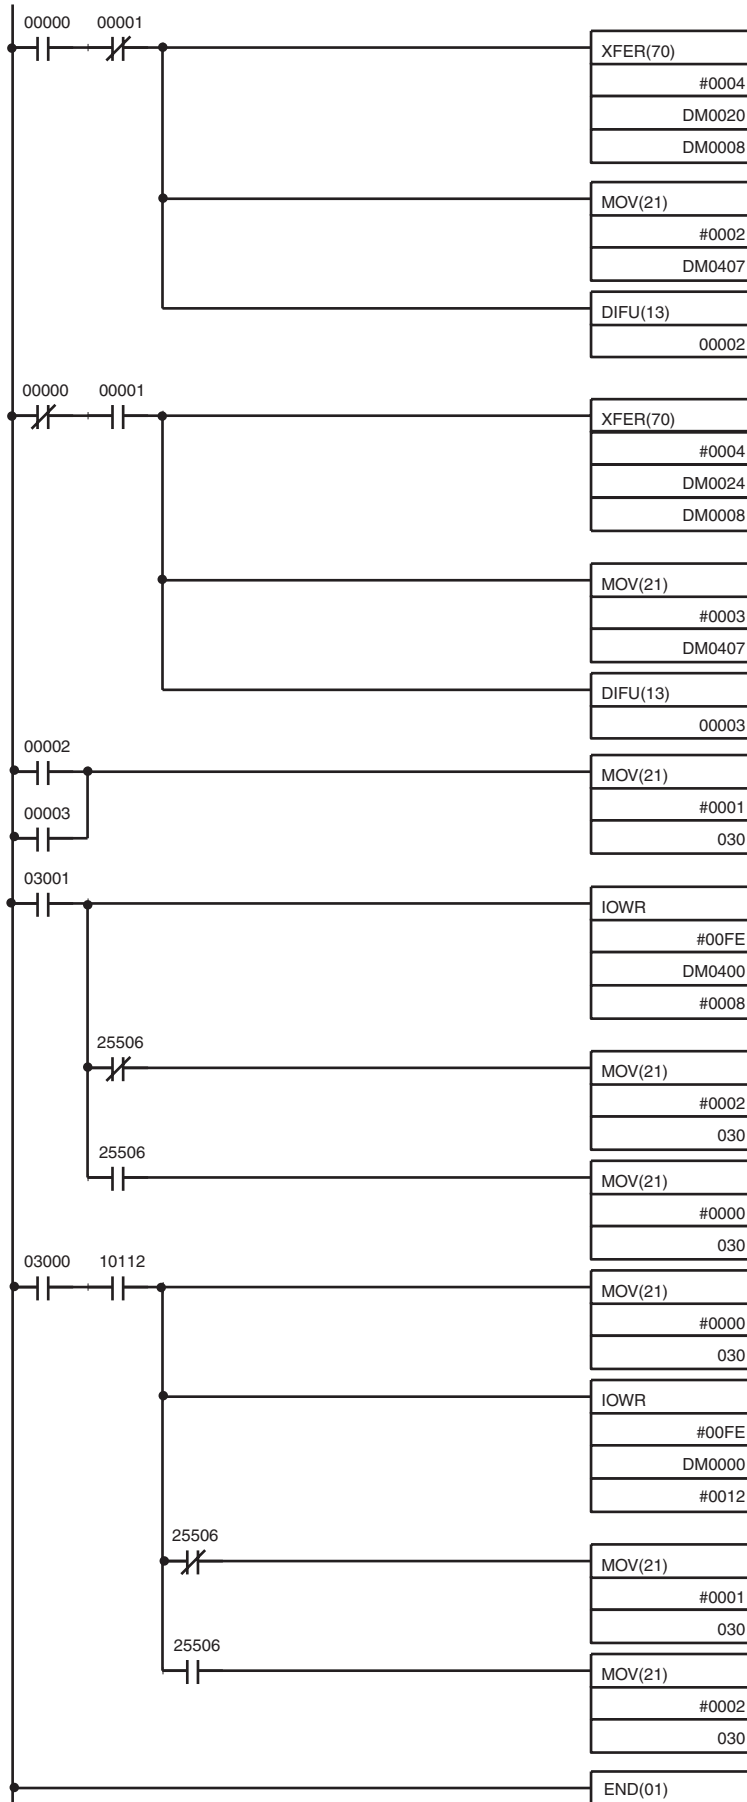 00000 00001
XFER(70)
#0004
DM0020
DM0008
MOV(21)
#0002
DM0407
DIFU(13)
00002
00000 00001
XFER(70)
#0004
DM0024
DM0008
MOV(21)
#0003
DM0407
DIFU(13)
00003
00002
MOV(21)
#0001
00003
030
03001
IOWR
#00FE
DM0400
#0008
25506
MOV(21)
#0002
030
25506
MOV(21)
#0000
030
03000 10112
MOV(21)
#0000
030
IOWR
#00FE
DM0000
#0012
25506
MOV(21)
#0001
030
25506
MOV(21)
#0002
030
END(01)